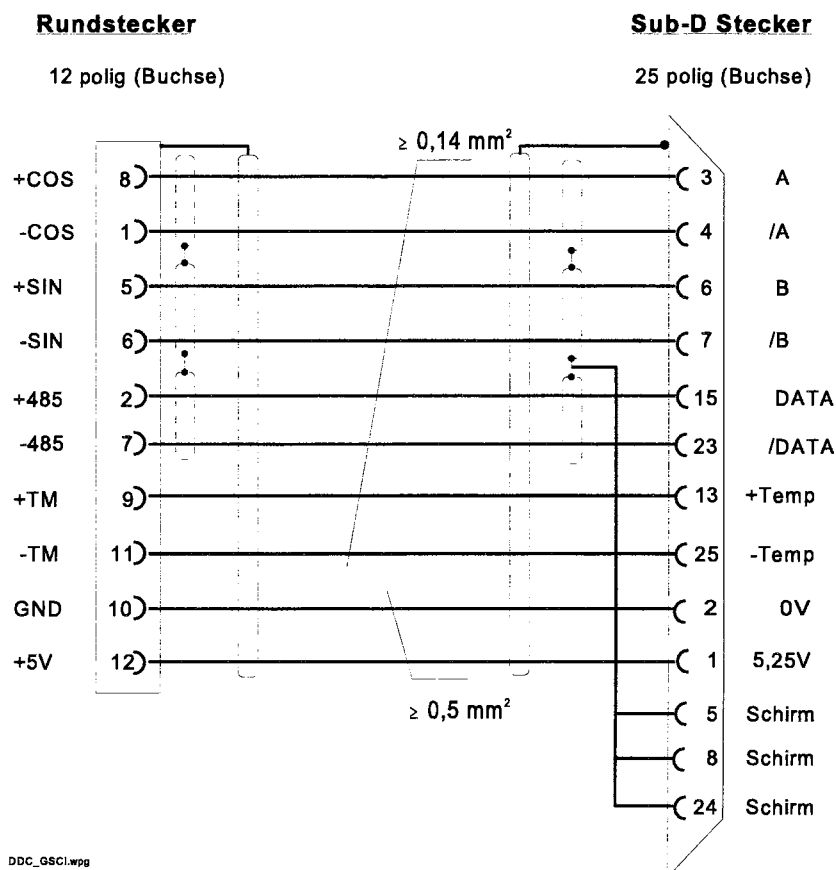 Rundstecker Sub-D Stecker
12 polig (Buchse) 25 polig (Buchse)
≥ 0,14 mm²
+COS 8 3 A
-COS 1 4 /A
+SIN 5 6 B
-SIN 6 7 /B
+485 2 15 DATA
-485 7 23 /DATA
+TM 9 13 +Temp
-TM 11 25 -Temp
GND 10 2 0V
+5V 12 1 5,25V
≥ 0,5 mm²
5 Schirm
8 Schirm
24 Schirm
DDC_GSCI.wpg